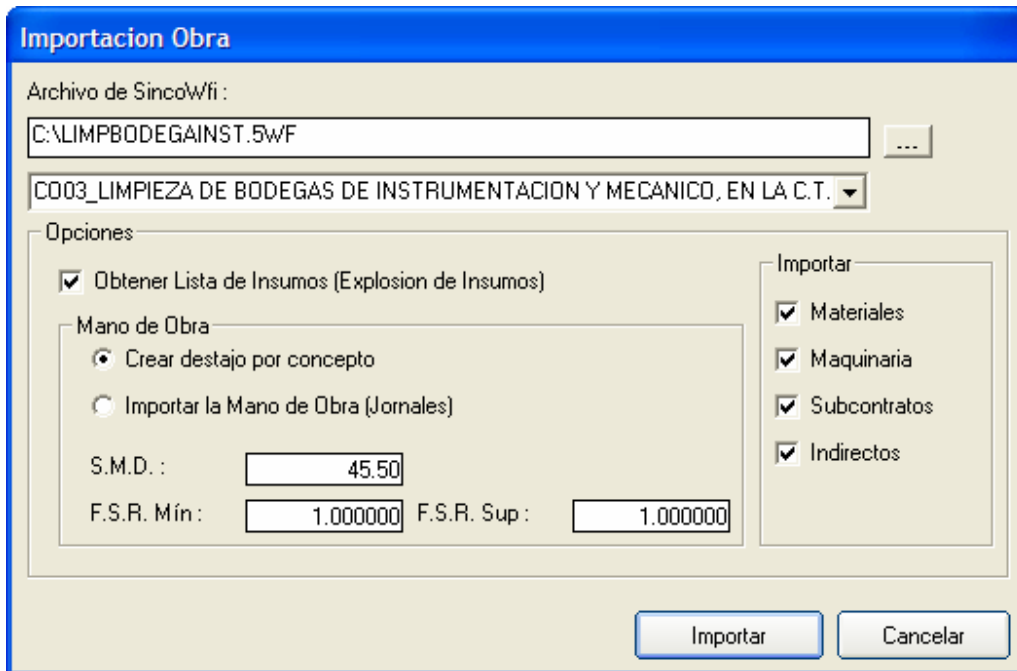 Importacion Obra
Archivo de SincoWfi :
C:\LIMPBODEGAINST.5WF
...
CO03_LIMPIEZA DE BODEGAS DE INSTRUMENTACION Y MECANICO, EN LA C.T.
Opciones
Obtener Lista de Insumos (Explosion de Insumos)
Mano de Obra
Crear destajo por concepto
Importar la Mano de Obra (Jornales)
S.M.D. :
45.50
F.S.R. Mín :
1.000000
F.S.R. Sup :
1.000000
Importar
Materiales
Maquinaria
Subcontratos
Indirectos
Importar
Cancelar